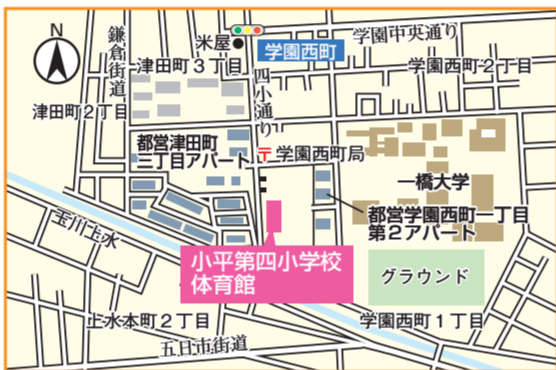 N
米屋
学園西町
学園中央通り
鎌倉街道
津田町3丁目
四小通り
学園西町2丁目
津田町2丁目
都営津田町
三丁目アパート
〒学園西町局
一橋大学
都営学園西町一丁目
第2アパート
玉川上水
小平第四小学校
体育館
グラウンド
上水本町2丁目
学園西町1丁目
五日市街道